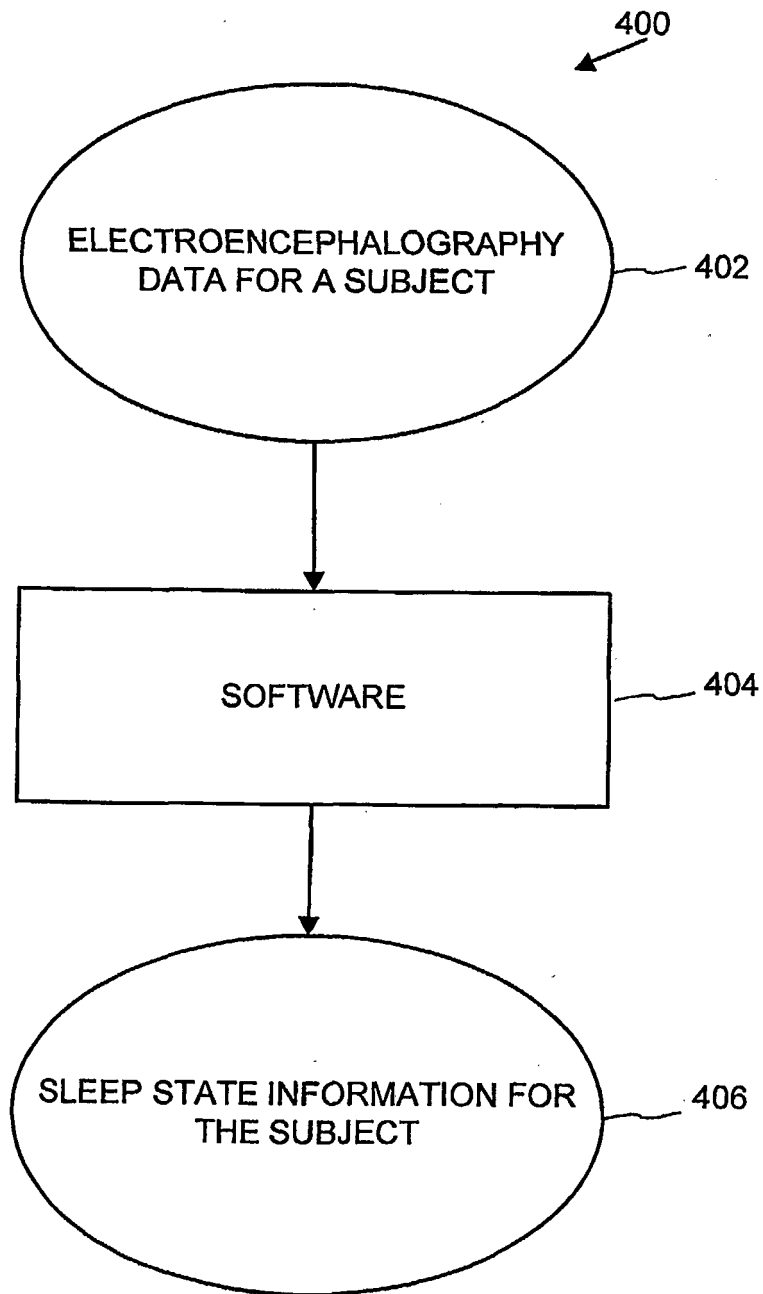 400
ELECTROENCEPHALOGRAPHY
DATA FOR A SUBJECT
402
SOFTWARE
404
SLEEP STATE INFORMATION FOR
THE SUBJECT
406